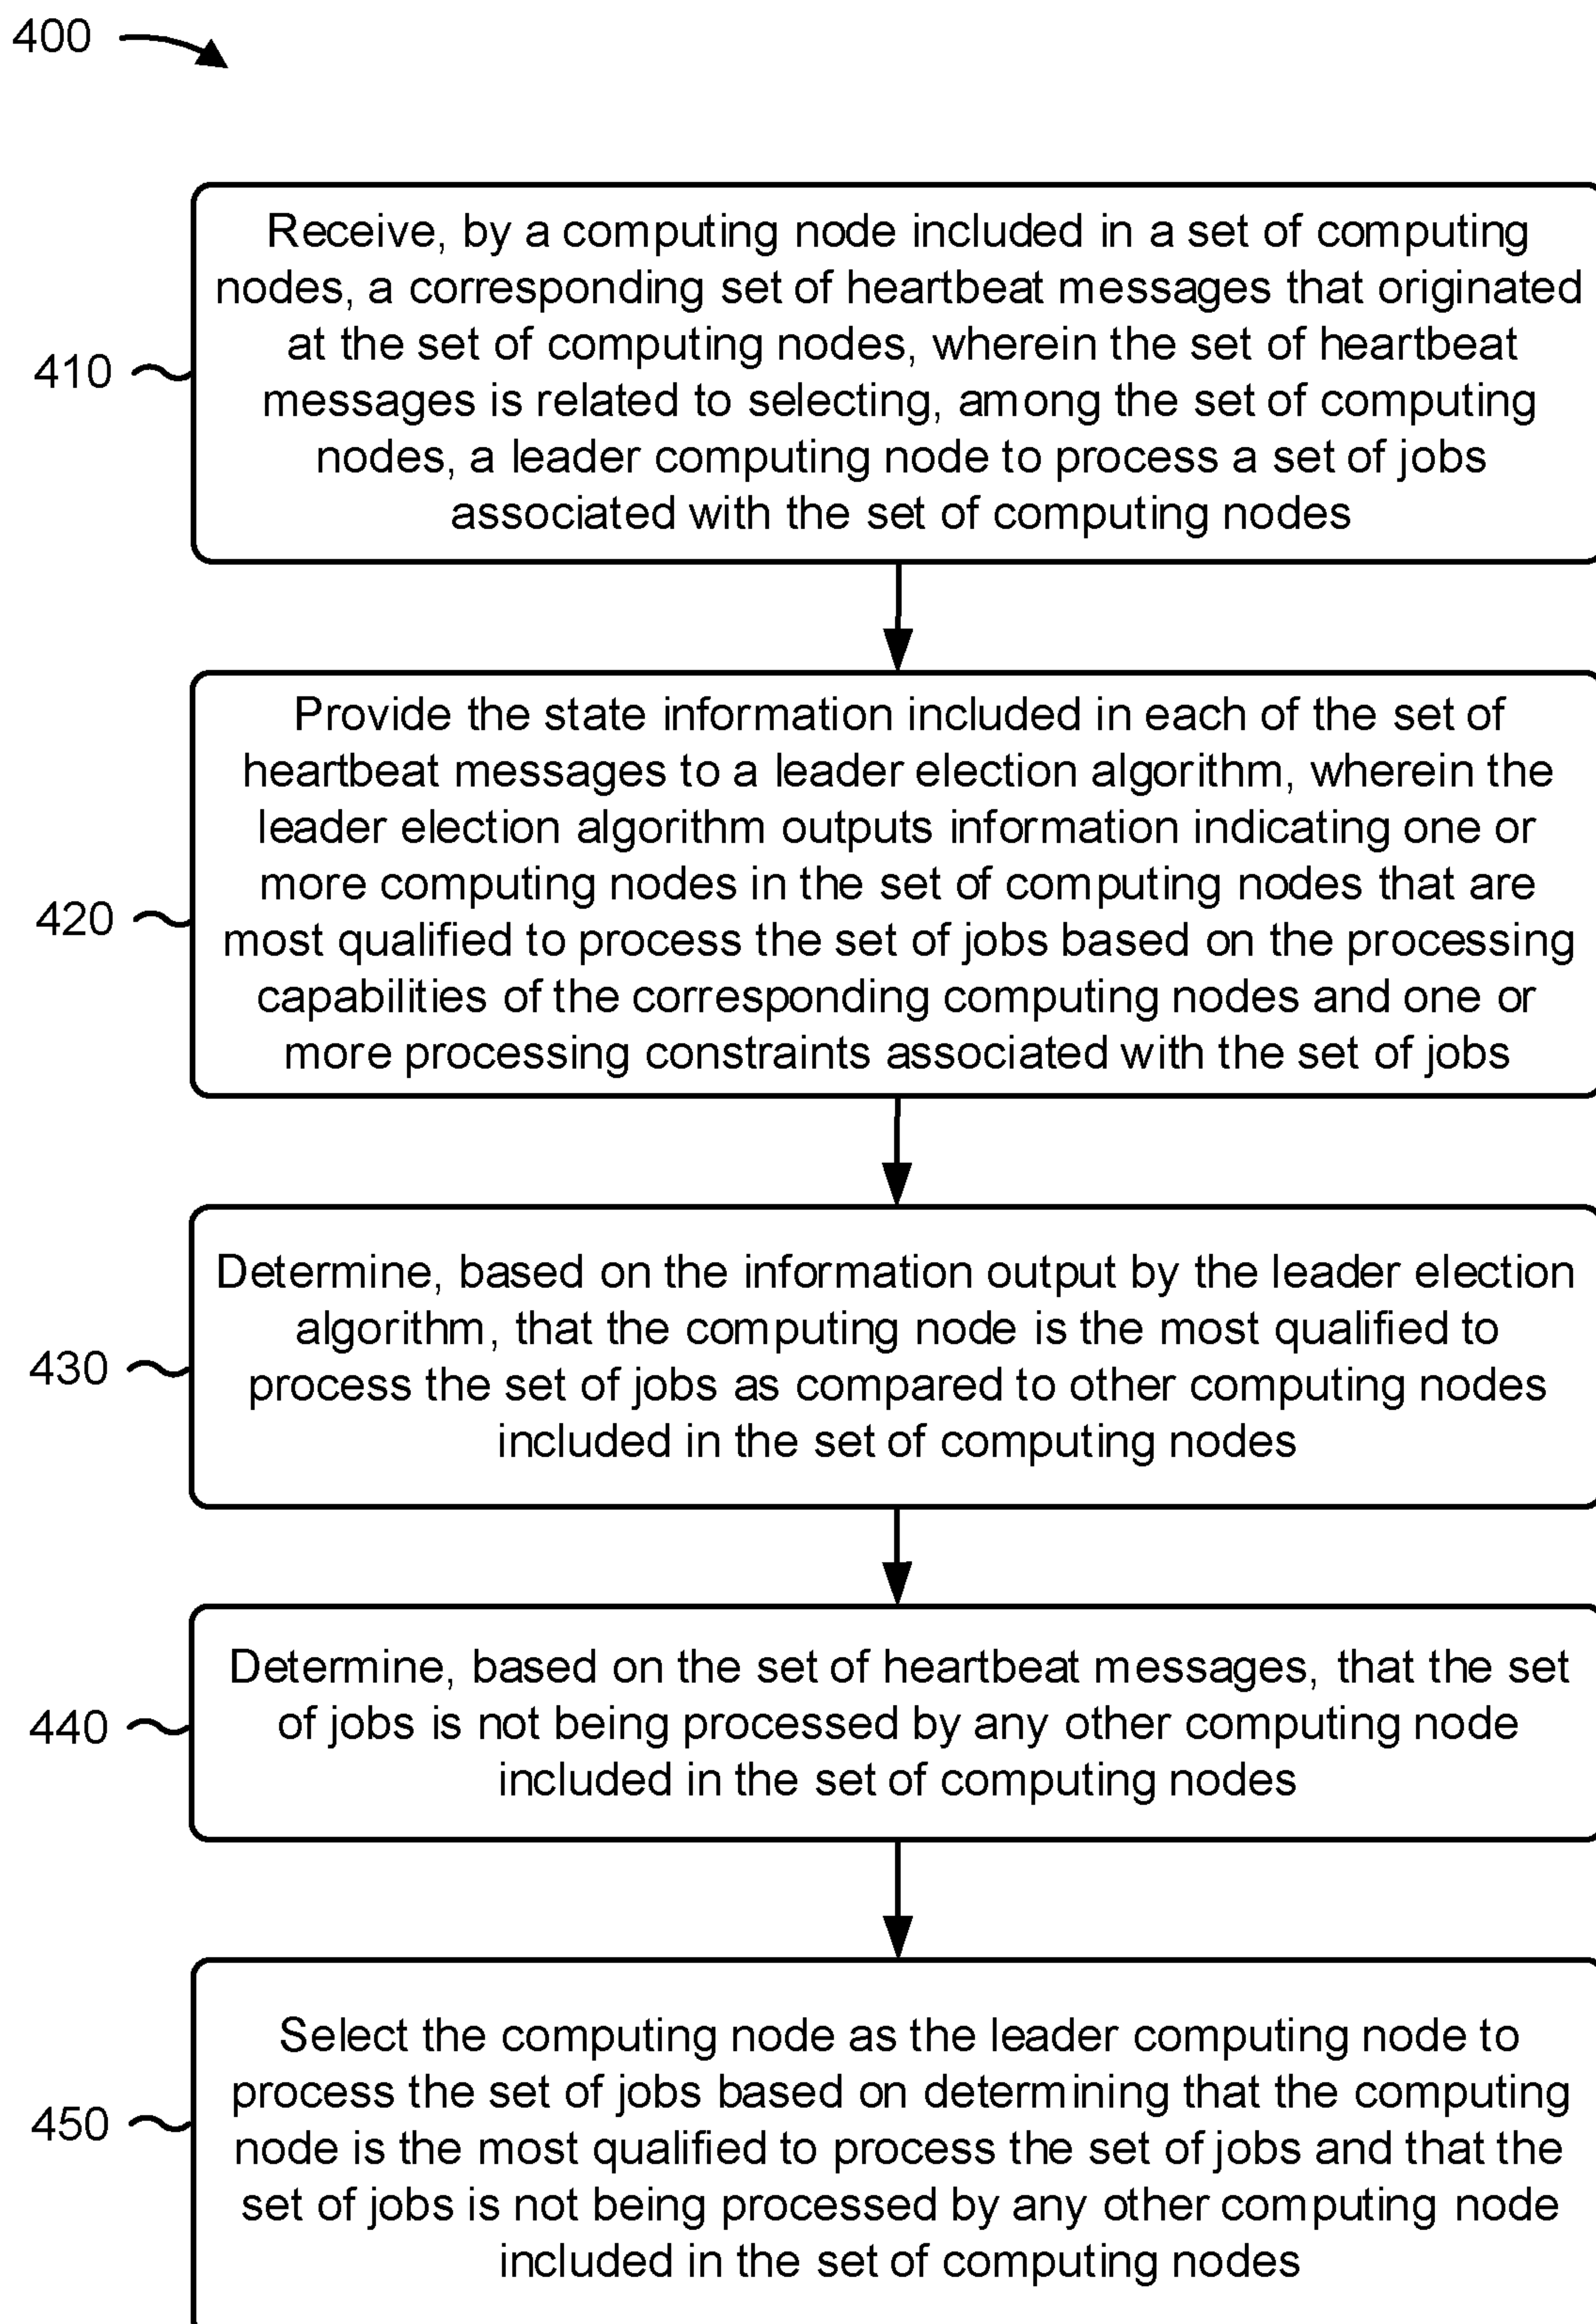 400
Receive, by a computing node included in a set of computing
nodes, a corresponding set of heartbeat messages that originated
at the set of computing nodes, wherein the set of heartbeat
410
messages is related to selecting, among the set of computing
nodes, a leader computing node to process a set of jobs
associated with the set of computing nodes
Provide the state information included in each of the set of
heartbeat messages to a leader election algorithm, wherein the
leader election algorithm outputs information indicating one or
more computing nodes in the set of computing nodes that are
420
most qualified to process the set of jobs based on the processing
capabilities of the corresponding computing nodes and one or
more processing constraints associated with the set of jobs
Determine, based on the information output by the leader election
algorithm, that the computing node is the most qualified to
430
process the set of jobs as compared to other computing nodes
included in the set of computing nodes
Determine, based on the set of heartbeat messages, that the set
440
of jobs is not being processed by any other computing node
included in the set of computing nodes
Select the computing node as the leader computing node to
process the set of jobs based on determining that the computing
450
node is the most qualified to process the set of jobs and that the
set of jobs is not being processed by any other computing node
included in the set of computing nodes